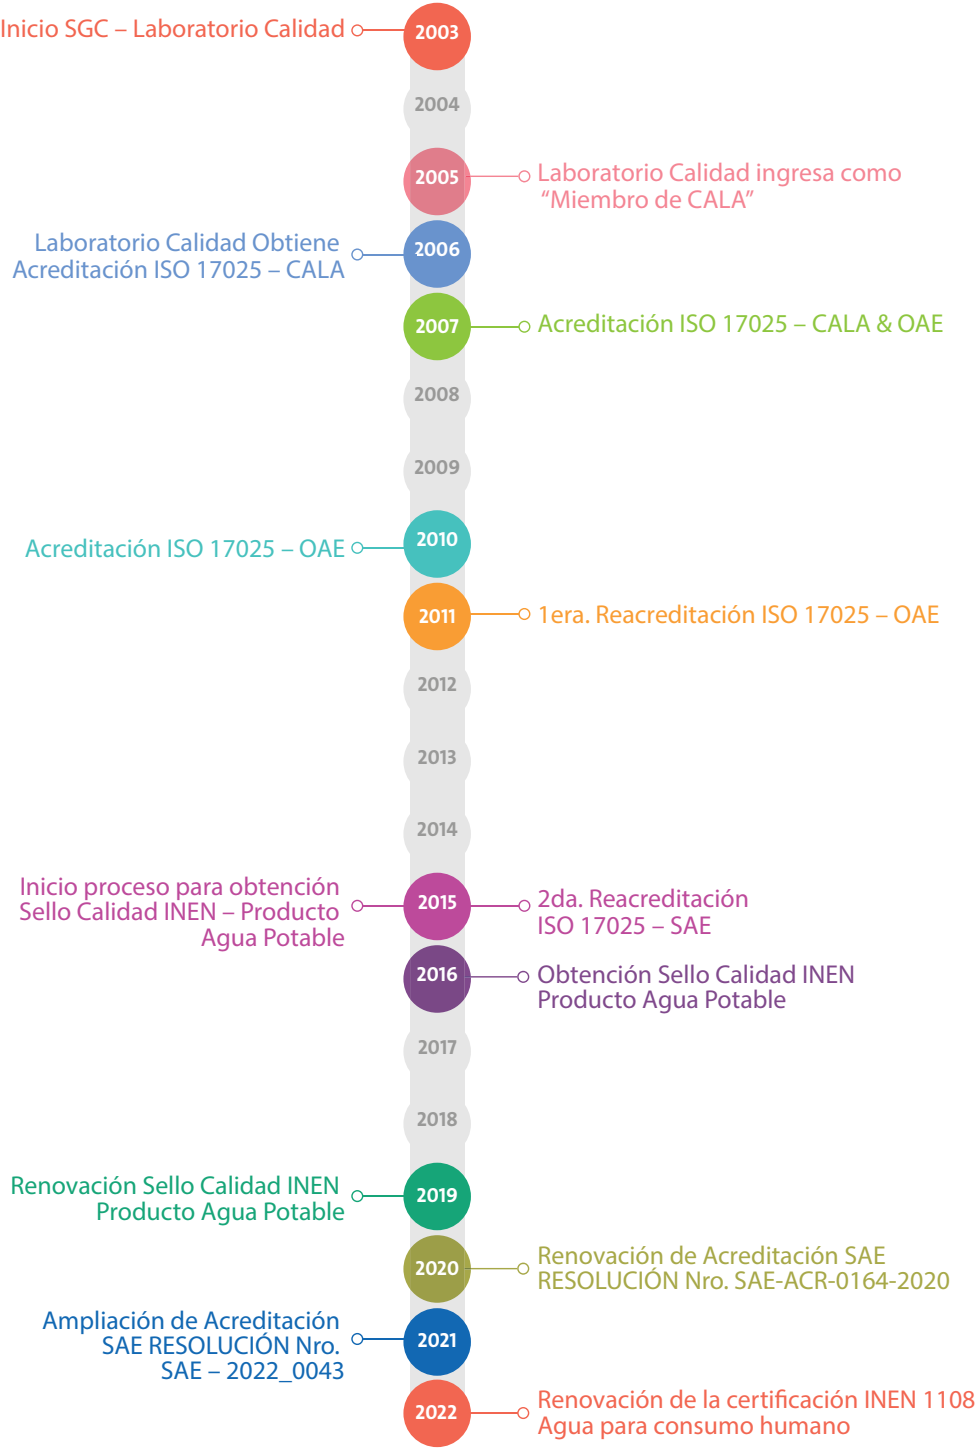 Inicio SGC – Laboratorio Calidad
2003
2004
2005
Laboratorio Calidad ingresa como
“Miembro de CALA”
Laboratorio Calidad Obtiene
Acreditación ISO 17025 – CALA
2006
2007
Acreditación ISO 17025 – CALA & OAE
2008
2009
Acreditación ISO 17025 – OAE
2010
2011
1era. Reacreditación ISO 17025 – OAE
2012
2013
2014
Inicio proceso para obtención
Sello Calidad INEN – Producto
Agua Potable
2015
2da. Reacreditación
ISO 17025 – SAE
2016
Obtención Sello Calidad INEN
Producto Agua Potable
2017
2018
Renovación Sello Calidad INEN
Producto Agua Potable
2019
2020
Renovación de Acreditación SAE
RESOLUCIÓN Nro. SAE-ACR-0164-2020
Ampliación de Acreditación
SAE RESOLUCIÓN Nro.
SAE – 2022_0043
2021
2022
Renovación de la certificación INEN 1108
Agua para consumo humano